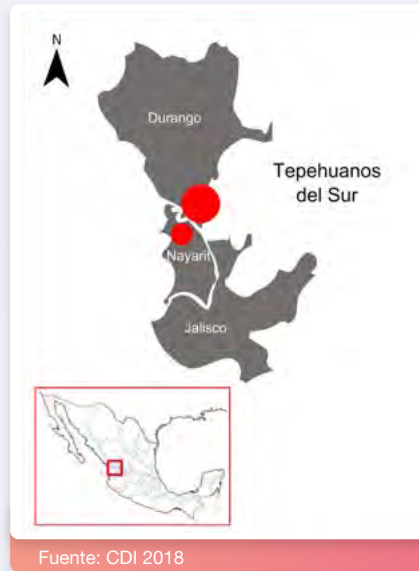 N
Durango
Tepehuanos
del Sur
Nayarit
Jalisco
Fuente: CDI 2018